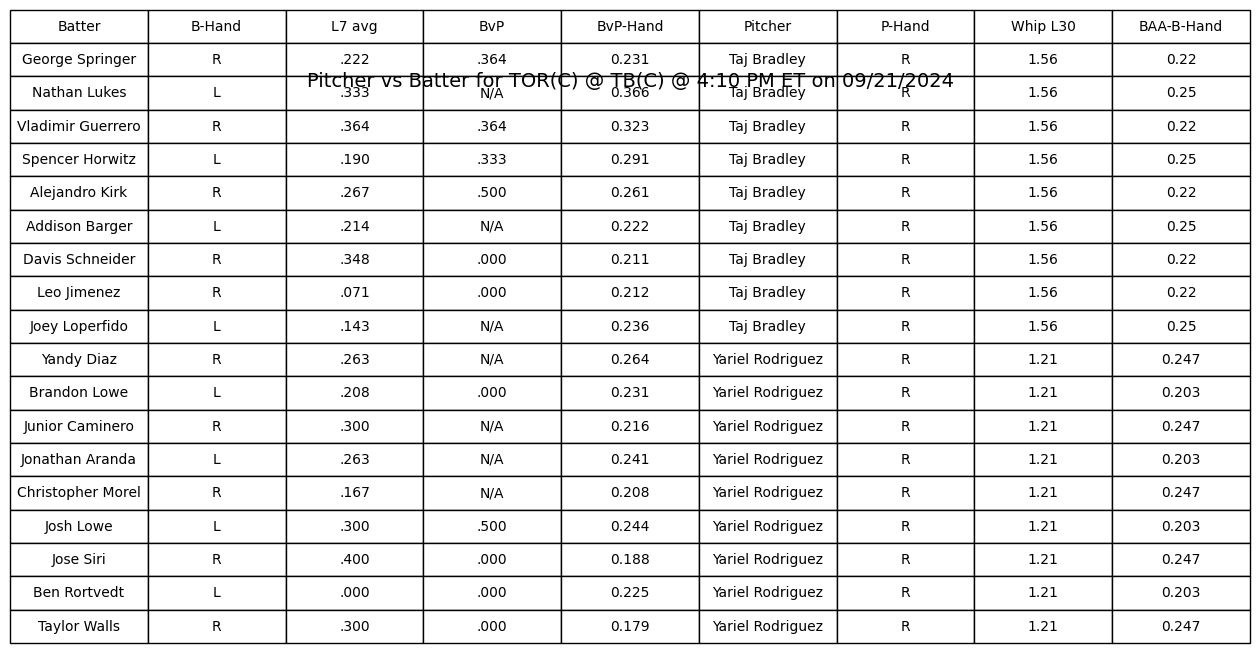 Batter B-Hand L7 avg BvP BvP-Hand Pitcher P-Hand Whip L30 BAA-B-Hand
George Springer R .222 .364 0.231 Taj Bradley R 1.56 0.22
Pitcher vs Batter for TOR(C) @ TB(C) @ 4:10 PM ET on 09/21/2024
Nathan Lukes L .333 N/A 0.366 Taj Bradley R 1.56 0.25
Vladimir Guerrero R .364 .364 0.323 Taj Bradley R 1.56 0.22
Spencer Horwitz L .190 .333 0.291 Taj Bradley R 1.56 0.25
Alejandro Kirk R .267 .500 0.261 Taj Bradley R 1.56 0.22
Addison Barger L .214 N/A 0.222 Taj Bradley R 1.56 0.25
Davis Schneider R .348 .000 0.211 Taj Bradley R 1.56 0.22
Leo Jimenez R .071 .000 0.212 Taj Bradley R 1.56 0.22
Joey Loperfido L .143 N/A 0.236 Taj Bradley R 1.56 0.25
Yandy Diaz R .263 N/A 0.264 Yariel Rodriguez R 1.21 0.247
Brandon Lowe L .208 .000 0.231 Yariel Rodriguez R 1.21 0.203
Junior Caminero R .300 N/A 0.216 Yariel Rodriguez R 1.21 0.247
Jonathan Aranda L .263 N/A 0.241 Yariel Rodriguez R 1.21 0.203
Christopher Morel R .167 N/A 0.208 Yariel Rodriguez R 1.21 0.247
Josh Lowe L .300 .500 0.244 Yariel Rodriguez R 1.21 0.203
Jose Siri R .400 .000 0.188 Yariel Rodriguez R 1.21 0.247
Ben Rortvedt L .000 .000 0.225 Yariel Rodriguez R 1.21 0.203
Taylor Walls R .300 .000 0.179 Yariel Rodriguez R 1.21 0.247